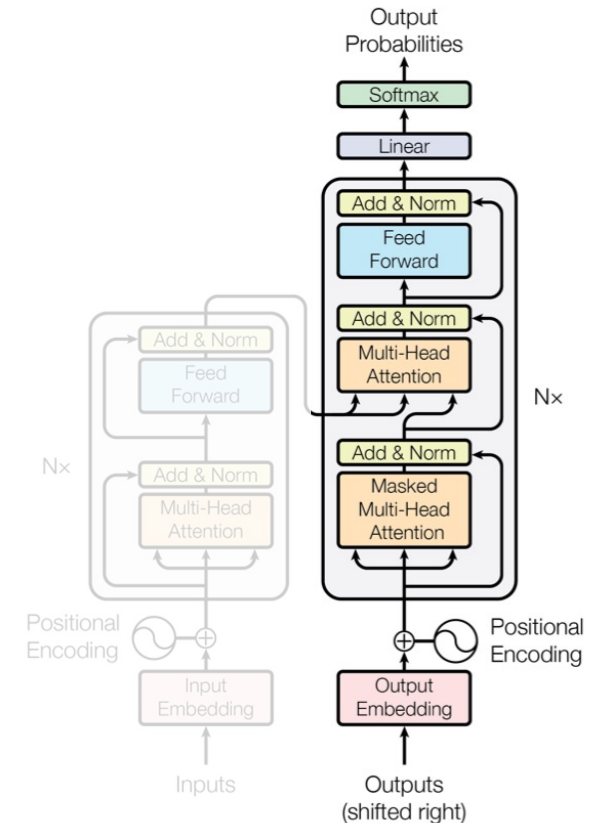 Output
Probabilities
Softmax
Linear
Add & Norm
Feed
Forward
Add & Norm
Multi-Head
Attention
Nx
Add & Norm
Masked
Multi-Head
Attention
Positional
Encoding
Output
Embedding
Outputs
(shifted right)
Add & Norm
Feed
Forward
Nx
Add & Norm
Multi-Head
Attention
Positional
Encoding
Input
Embedding
Inputs